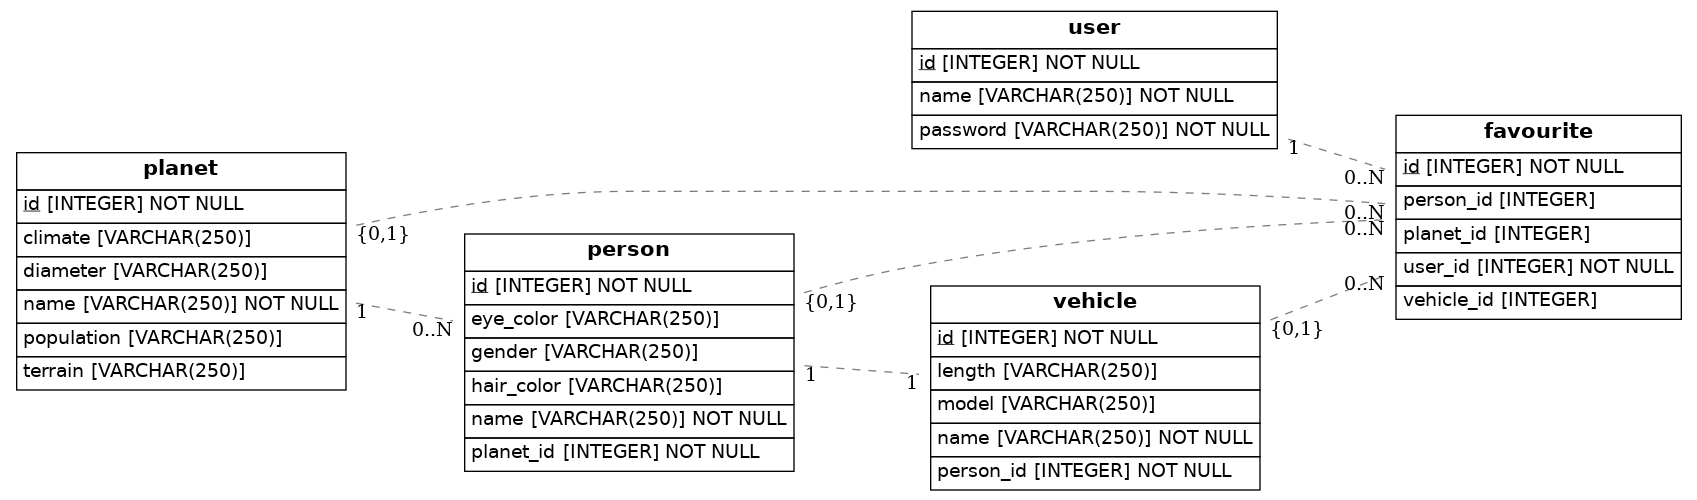 user
id [INTEGER] NOT NULL
name [VARCHAR(250)] NOT NULL
password [VARCHAR(250)] NOT NULL
1
0..N
favourite
id [INTEGER] NOT NULL
person_id [INTEGER]
planet_id [INTEGER]
user_id [INTEGER] NOT NULL
vehicle_id [INTEGER]
planet
id [INTEGER] NOT NULL
climate [VARCHAR(250)]
diameter [VARCHAR(250)]
name [VARCHAR(250)] NOT NULL
population [VARCHAR(250)]
terrain [VARCHAR(250)]
{0,1}
0..N
0..N
1
0..N
person
id [INTEGER] NOT NULL
eye_color [VARCHAR(250)]
gender [VARCHAR(250)]
hair_color [VARCHAR(250)]
name [VARCHAR(250)] NOT NULL
planet_id [INTEGER] NOT NULL
{0,1}
1
1
vehicle
id [INTEGER] NOT NULL
length [VARCHAR(250)]
model [VARCHAR(250)]
name [VARCHAR(250)] NOT NULL
person_id [INTEGER] NOT NULL
{0,1}
0..N